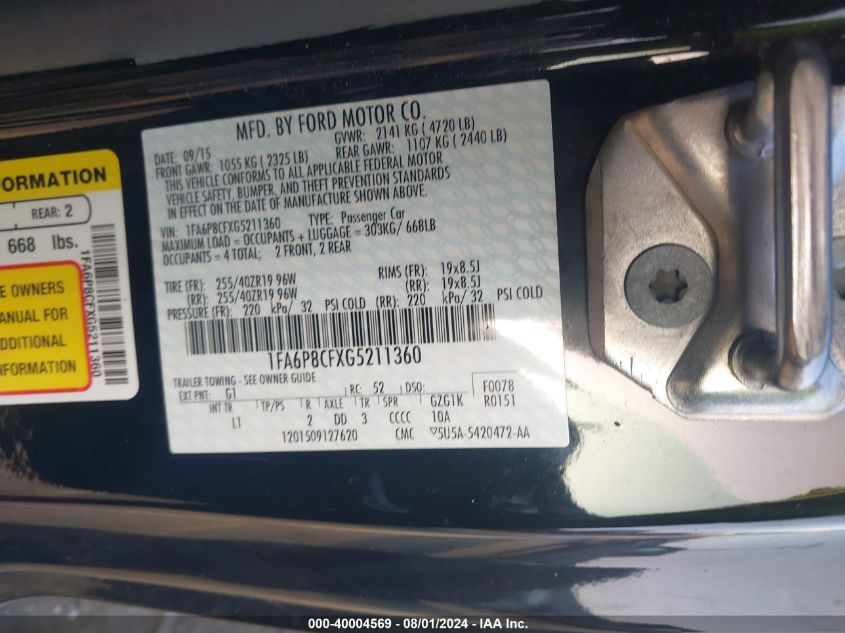 MFD. BY FORD MOTOR CO.
DATE: 09/15 GVWR: 2141 KG (4720 LB)
FRONT GAWR: 1055 KG (2325 LB) REAR GAWR: 1107 KG (2440 LB)
THIS VEHICLE CONFORMS TO ALL APPLICABLE FEDERAL MOTOR
VEHICLE SAFETY, BUMPER, AND THEFT PREVENTION STANDARDS
IN EFFECT ON THE DATE OF MANUFACTURE SHOWN ABOVE.
VIN: 1FA6P8CFXG5211360 TYPE: Passenger Car
MAXIMUM LOAD = OCCUPANTS + LUGGAGE = 303KG/ 668LB
OCCUPANTS = 4 TOTAL; 2 FRONT, 2 REAR
TIRE (FR): 255/40ZR19 96W RIMS (FR): 19x8.5J
(RR): 255/40ZR19 96W (RR): 19x8.5J
PRESSURE (FR): 220 kPa/ 32 PSI COLD (RR): 220 kPa/ 32 PSI COLD
1FA6P8CFXG5211360
TRAILER TOWING - SEE OWNER GUIDE
EXT PNT: G1 RC: 52 DSO: F0078
INT TR TP/PS R AXLE TR SPR GZG1K R0151
L1 2 DD 3 CCCC 10A
1201509127620 CMC 5U5A-5420472-AA
FORMATION
REAR: 2
668 lbs.
E OWNERS
MANUAL FOR
ADDITIONAL
INFORMATION
1FA6P8CFXG5211360
000-40004569 - 08/01/2024 - IAA Inc.